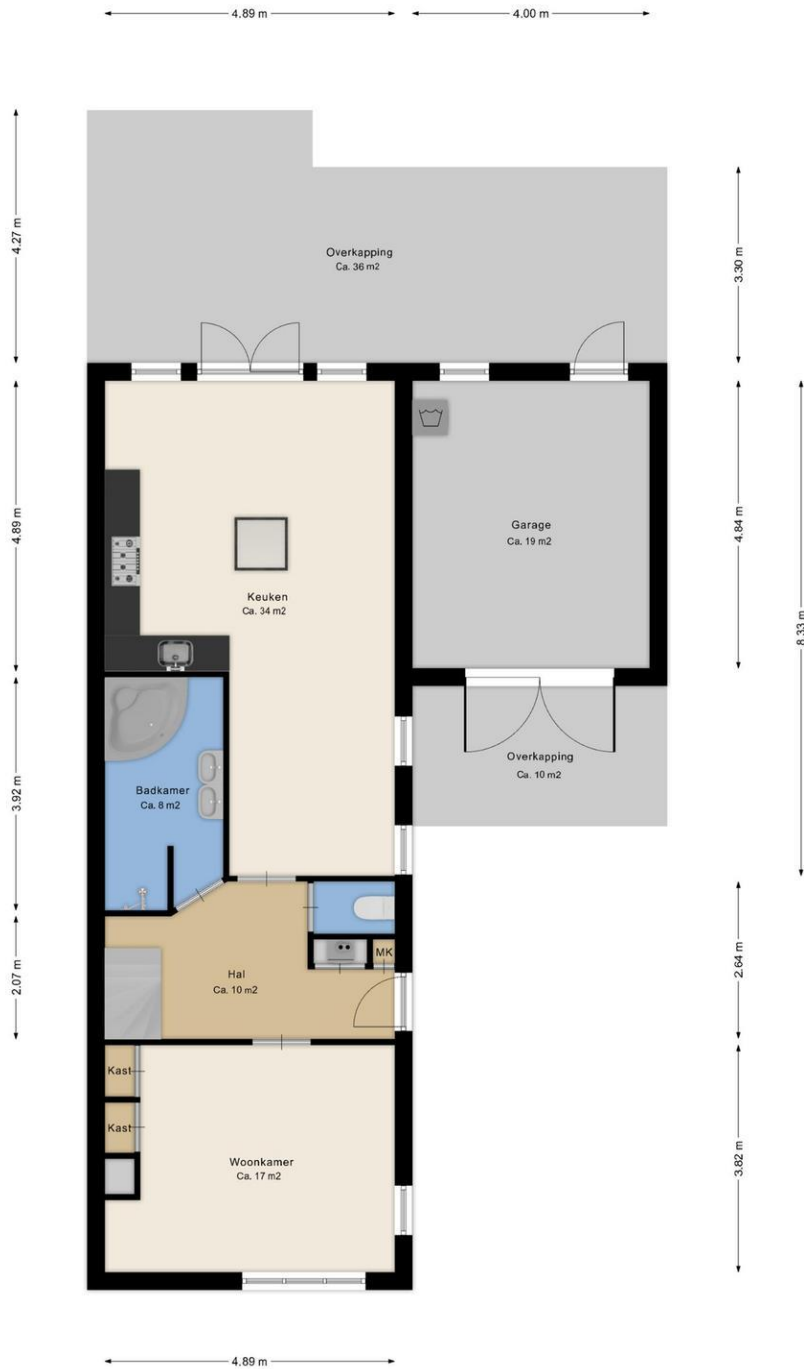 4.89 m
4.00 m
4.27 m
3.30 m
Overkapping
Ca. 36 m2
4.89 m
4.84 m
8.33 m
Garage
Ca. 19 m2
Keuken
Ca. 34 m2
Overkapping
Ca. 10 m2
3.92 m
Badkamer
Ca. 8 m2
2.07 m
2.64 m
MK
Hal
Ca. 10 m2
Kast
Kast
3.82 m
Woonkamer
Ca. 17 m2
4.89 m